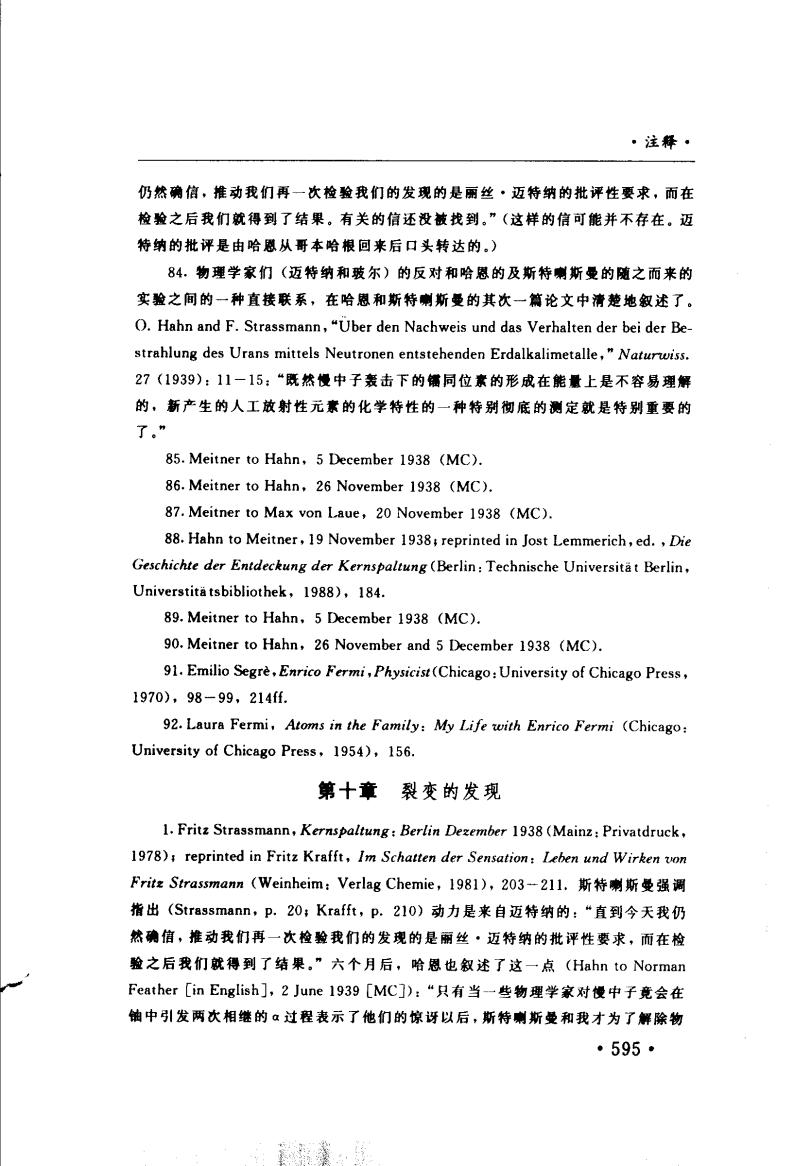 ·注释·
仍然确信，推动我们再一次检验我们的发现的是丽丝·迈特纳的批评性要求，而在
检验之后我们就得到了结果。有关的信还没被找到。”（这样的信可能并不存在。迈
特纳的批评是由哈恩从哥本哈根回来后口头转达的。）
84. 物理学家们（迈特纳和玻尔）的反对和哈恩的及斯特喇斯曼的随之而来的
实验之间的一种直接联系，在哈恩和斯特喇斯曼的其次一篇论文中清楚地叙述了。
O. Hahn and F. Strassmann, “Über den Nachweis und das Verhalten der bei der Be-
strahlung des Urans mittels Neutronen entstehenden Erdalkalimetalle,” Naturwiss.
27 (1939): 11－15：“既然慢中子轰击下的镭同位素的形成在能量上是不容易理解
的，新产生的人工放射性元素的化学特性的一种特别彻底的测定就是特别重要的
了。”
85. Meitner to Hahn, 5 December 1938 (MC).
86. Meitner to Hahn, 26 November 1938 (MC).
87. Meitner to Max von Laue, 20 November 1938 (MC).
88. Hahn to Meitner, 19 November 1938; reprinted in Jost Lemmerich, ed. , Die
Geschichte der Entdeckung der Kernspaltung (Berlin: Technische Universität Berlin,
Universtitätsbibliothek, 1988), 184.
89. Meitner to Hahn, 5 December 1938 (MC).
90. Meitner to Hahn, 26 November and 5 December 1938 (MC).
91. Emilio Segrè, Enrico Fermi, Physicist (Chicago: University of Chicago Press,
1970), 98－99, 214ff.
92. Laura Fermi, Atoms in the Family: My Life with Enrico Fermi (Chicago:
University of Chicago Press, 1954), 156.
第十章 裂变的发现
1. Fritz Strassmann, Kernspaltung: Berlin Dezember 1938 (Mainz: Privatdruck,
1978); reprinted in Fritz Krafft, Im Schatten der Sensation: Leben und Wirken von
Fritz Strassmann (Weinheim: Verlag Chemie, 1981), 203－211. 斯特喇斯曼强调
指出 (Strassmann, p. 20; Krafft, p. 210) 动力是来自迈特纳的：“直到今天我仍
然确信，推动我们再一次检验我们的发现的是丽丝·迈特纳的批评性要求，而在检
验之后我们就得到了结果。”六个月后，哈恩也叙述了这一点 (Hahn to Norman
Feather [in English], 2 June 1939 [MC])：“只有当一些物理学家对慢中子竟会在
铀中引发两次相继的α过程表示了他们的惊讶以后，斯特喇斯曼和我才为了解除物
·595·